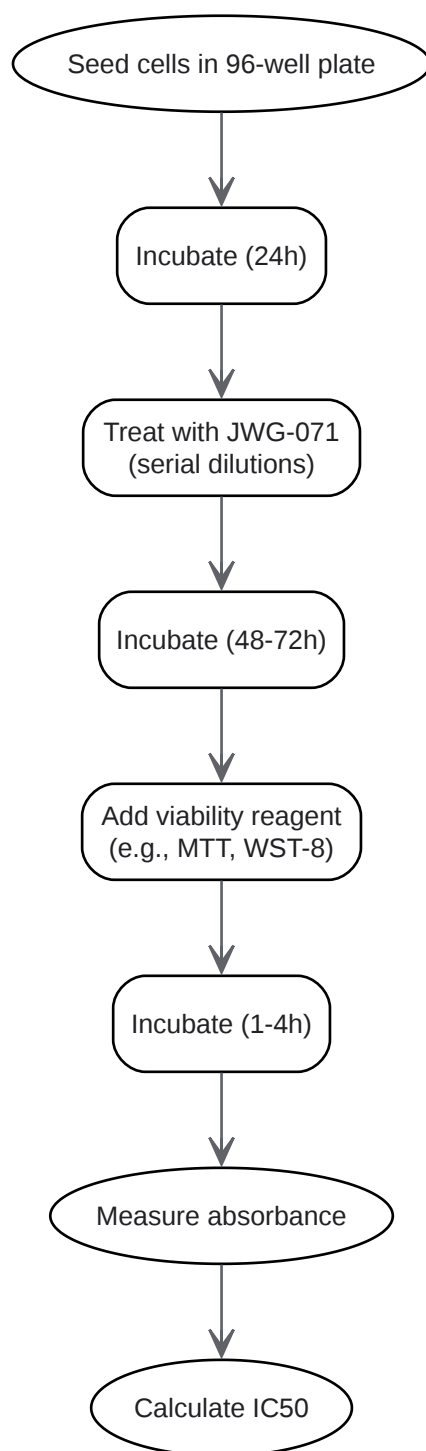 Seed cells in 96-well plate
Incubate (24h)
Treat with JWG-071
(serial dilutions)
Incubate (48-72h)
Add viability reagent
(e.g., MTT, WST-8)
Incubate (1-4h)
Measure absorbance
Calculate IC50